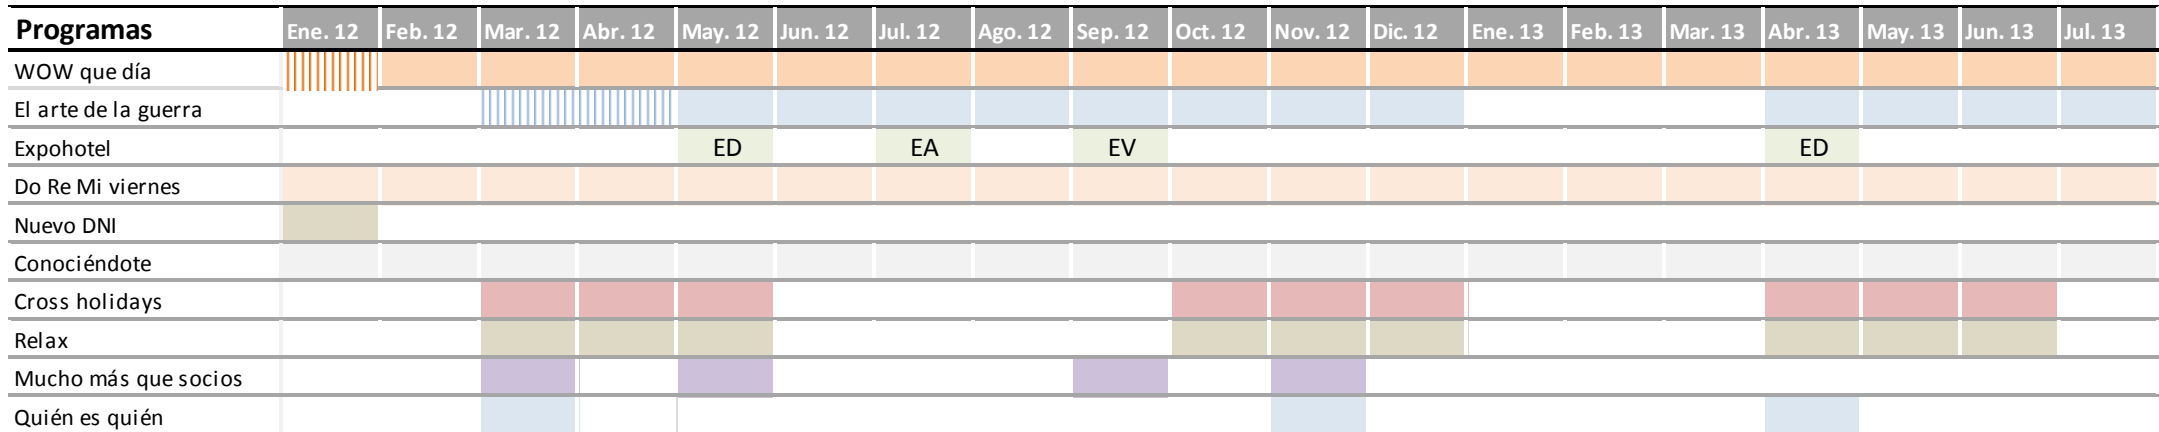 Programas Ene. 12 Feb. 12 Mar. 12 Abr. 12 May. 12 Jun. 12 Jul. 12 Ago. 12 Sep. 12 Oct. 12 Nov. 12 Dic. 12 Ene. 13 Feb. 13 Mar. 13 Abr. 13 May. 13 Jun. 13 Jul. 13
WOW que día
El arte de la guerra
Expohotel ED EA EV ED
Do Re Mi viernes
Nuevo DNI
Conociéndote
Cross holidays
Relax
Mucho más que socios
Quién es quién